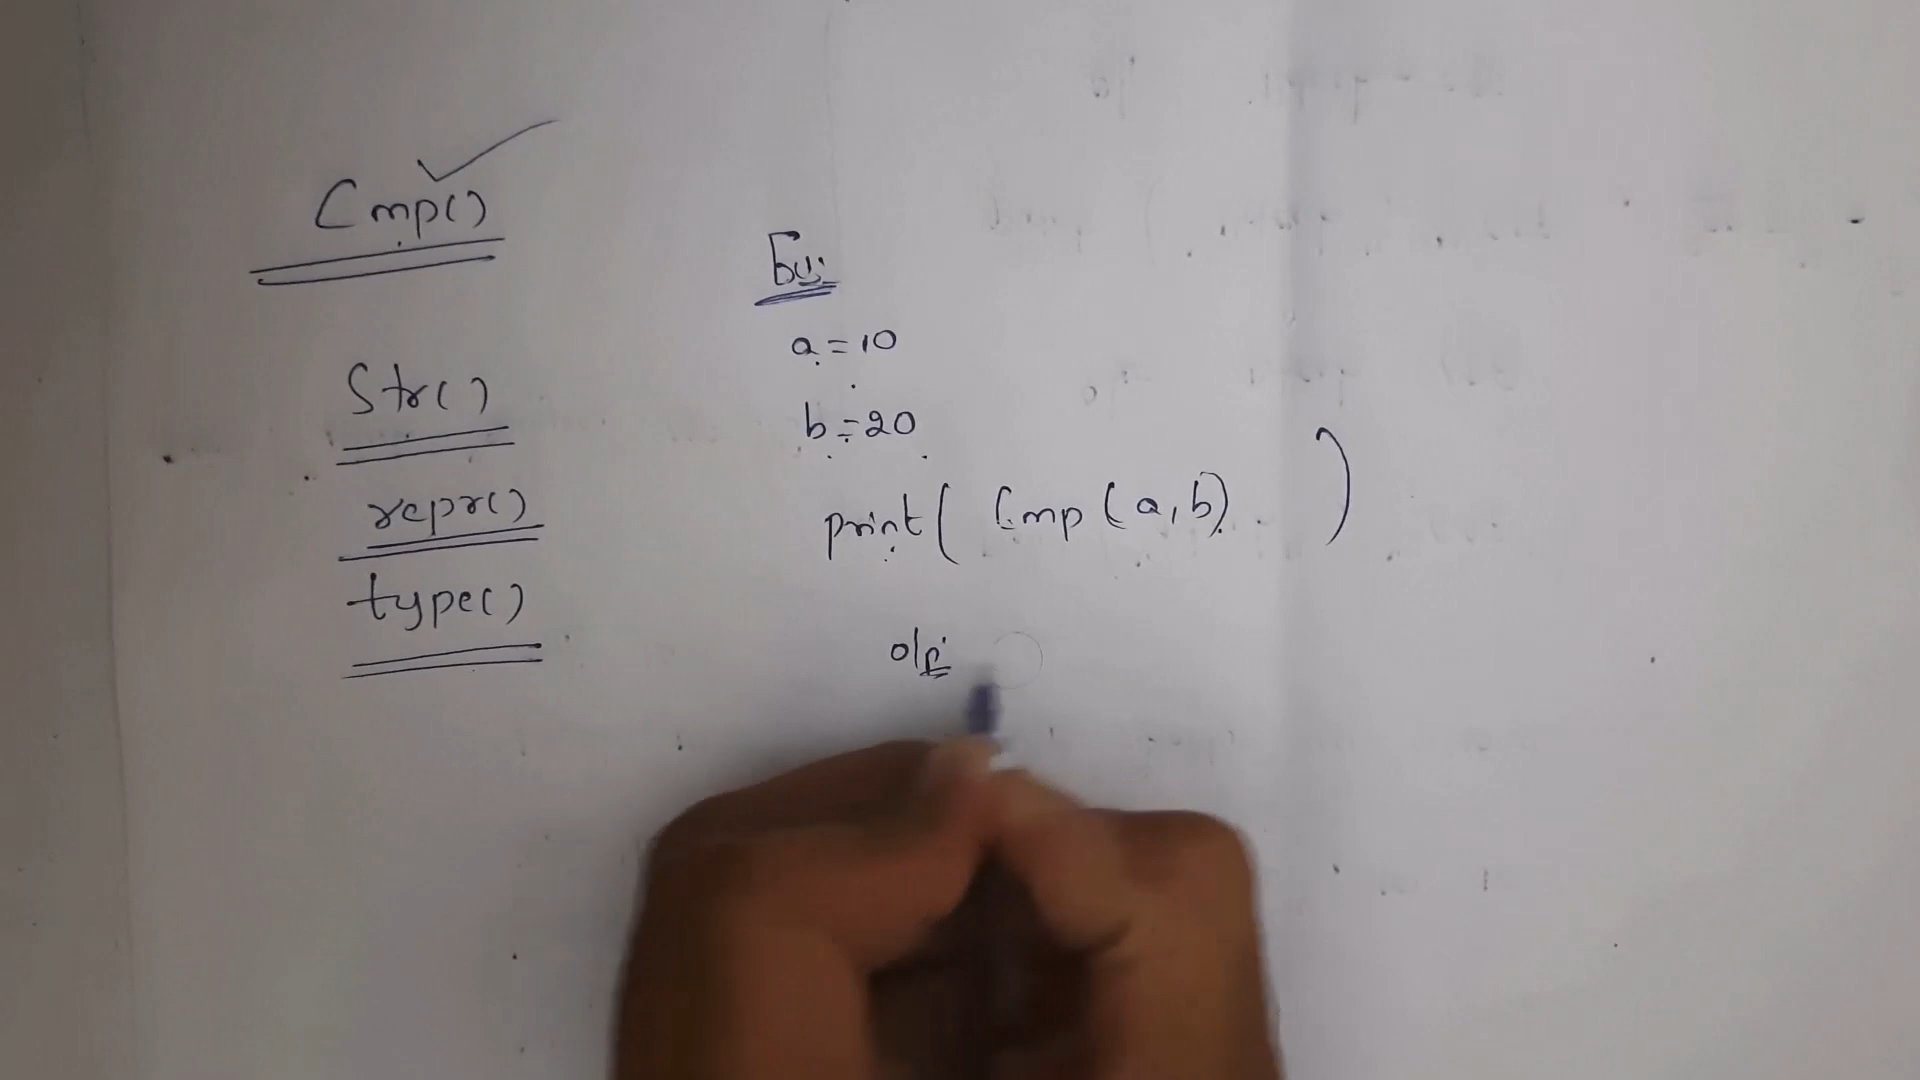 Cmp()
Str()
repr()
type()
Ex:
a = 10
b = 20
print( Cmp (a,b) )
o/p